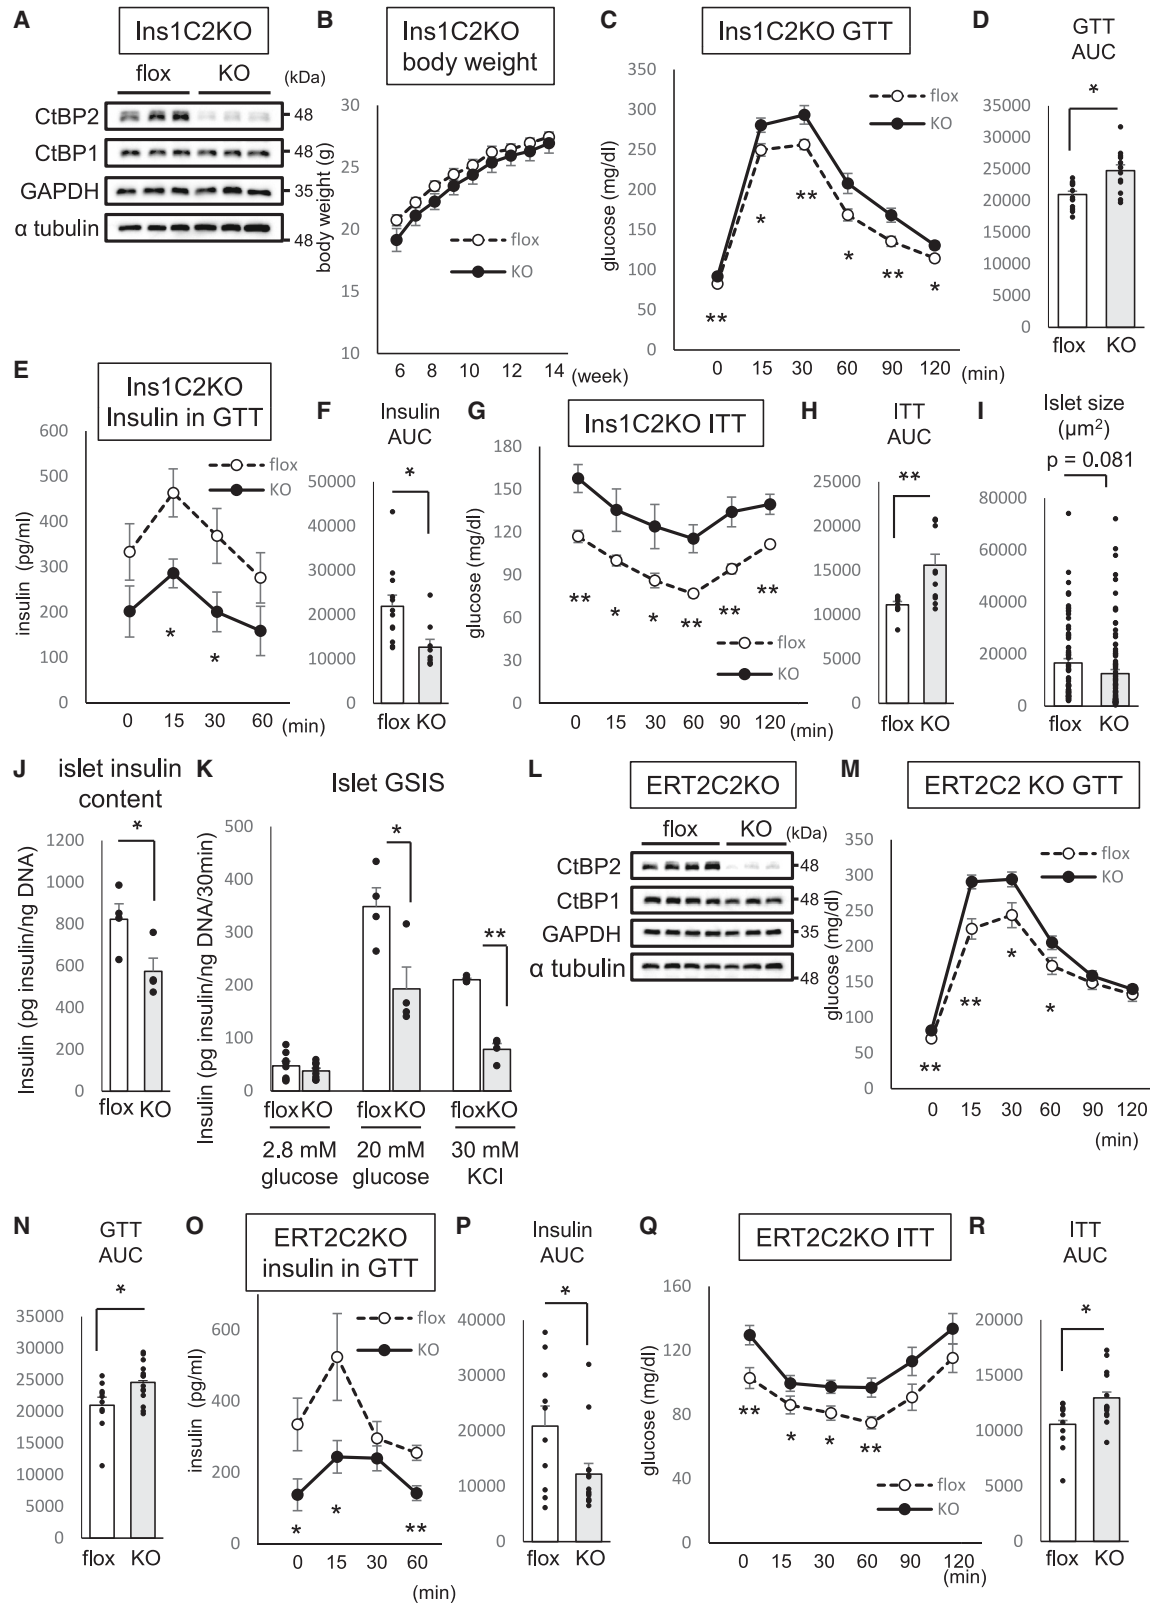 A
Ins1C2KO
flox KO (kDa)
CtBP2
48
CtBP1
48
GAPDH
35
α tubulin
48
B
Ins1C2KO
body weight
body weight (g)
30
25
20
15
10
flox
KO
6 8 10 12 14 (week)
C
Ins1C2KO GTT
glucose (mg/dl)
350
300
250
200
150
100
50
0
flox
KO
** * ** * ** *
0 15 30 60 90 120 (min)
D
GTT
AUC
*
35000
30000
25000
20000
15000
10000
5000
0
flox KO
E
Ins1C2KO
Insulin in GTT
insulin (pg/ml)
600
500
400
300
200
100
0
flox
KO
* *
0 15 30 60 (min)
F
Insulin
AUC
*
50000
40000
30000
20000
10000
0
flox KO
G
Ins1C2KO ITT
glucose (mg/dl)
180
150
120
90
60
30
0
** * * ** ** **
flox
KO
0 15 30 60 90 120 (min)
H
ITT
AUC
**
25000
20000
15000
10000
5000
0
flox KO
I
Islet size
(µm²)
p = 0.081
80000
60000
40000
20000
0
flox KO
J
islet insulin
content
*
Insulin (pg insulin/ng DNA)
1200
1000
800
600
400
200
0
flox KO
K
Islet GSIS
Insulin (pg insulin/ng DNA/30min)
500
400
300
200
100
0
*
**
flox KO flox KO flox KO
2.8 mM 20 mM 30 mM
glucose glucose KCl
L
ERT2C2KO
flox KO (kDa)
CtBP2
48
CtBP1
48
GAPDH
35
α tubulin
48
M
ERT2C2 KO GTT
glucose (mg/dl)
350
300
250
200
150
100
50
0
flox
KO
** ** * *
0 15 30 60 90 120
(min)
N
GTT
AUC
*
35000
30000
25000
20000
15000
10000
5000
0
flox KO
O
ERT2C2KO
insulin in GTT
insulin (pg/ml)
600
400
200
0
flox
KO
* * **
0 15 30 60
(min)
P
Insulin
AUC
*
40000
30000
20000
10000
0
flox KO
Q
ERT2C2KO ITT
glucose (mg/dl)
160
120
80
40
0
** * * **
flox
KO
0 15 30 60 90 120
(min)
R
ITT
AUC
*
20000
15000
10000
5000
0
flox KO